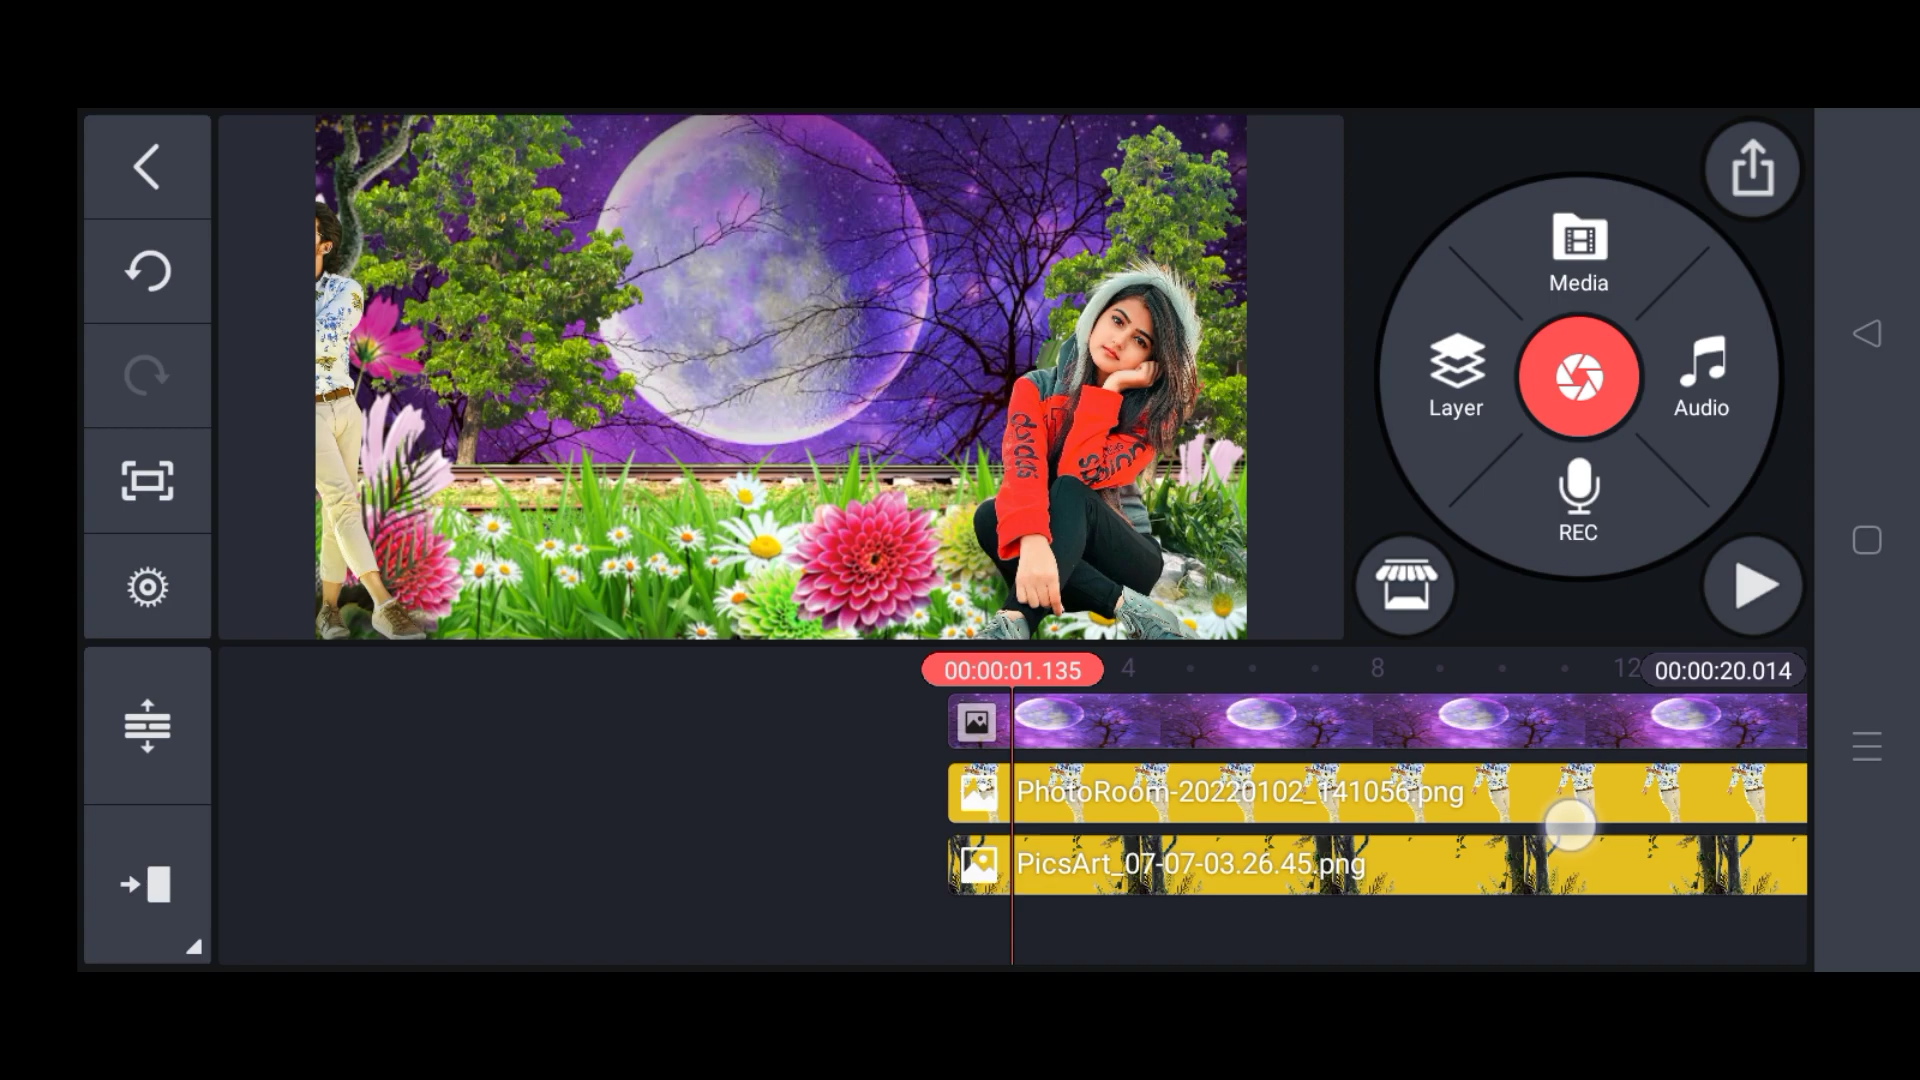 Media
Layer
Audio
REC
00:00:01.135
4
8
12
00:00:20.014
PhotoRoom-20220102_141056.png
PicsArt_07-07-03.26.45.png